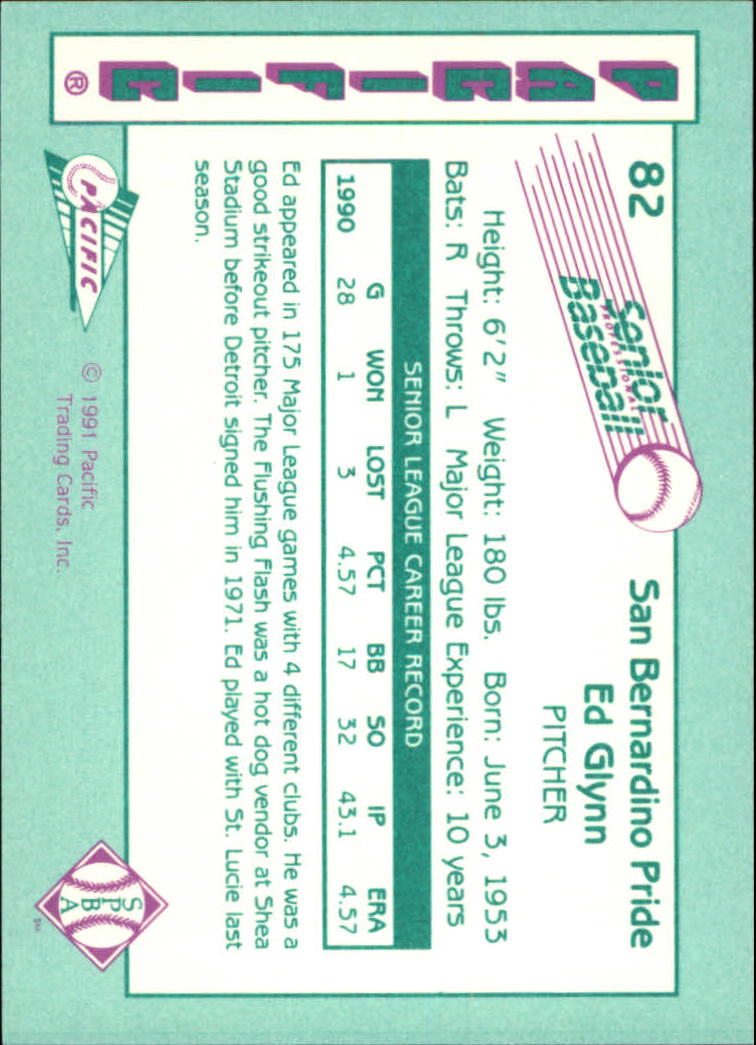 PACIFIC®
82
Senior
PROFESSIONAL
Baseball
San Bernardino Pride
Ed Glynn
PITCHER
Height: 6'2" Weight: 180 lbs. Born: June 3, 1953
Bats: R Throws: L Major League Experience: 10 years
SENIOR LEAGUE CAREER RECORD
G WON LOST PCT BB SO IP ERA
1990 28 1 3 4.57 17 32 43.1 4.57
Ed appeared in 175 Major League games with 4 different clubs. He was a
good strikeout pitcher. The Flushing Flash was a hot dog vendor at Shea
Stadium before Detroit signed him in 1971. Ed played with St. Lucie last
season.
PACIFIC
© 1991 Pacific
Trading Cards, Inc.
S
P
B
A
TM